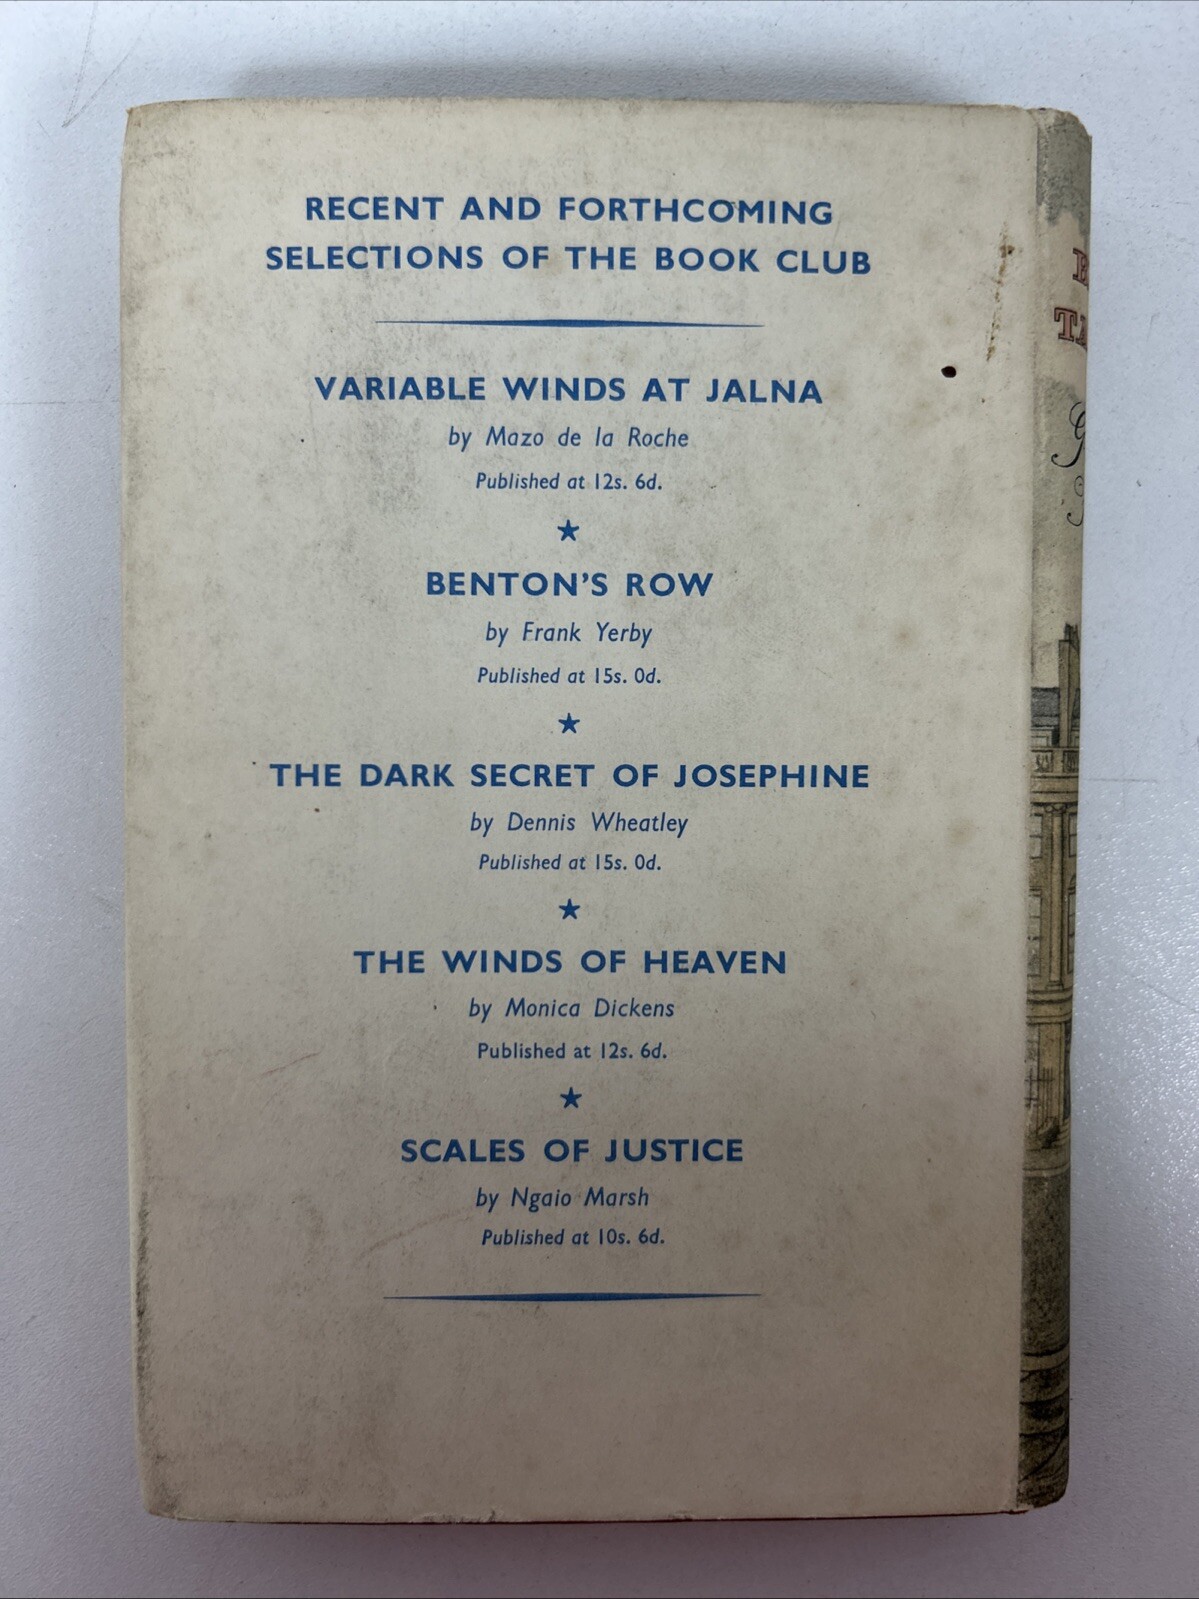 RECENT AND FORTHCOMING
SELECTIONS OF THE BOOK CLUB
VARIABLE WINDS AT JALNA
by Mazo de la Roche
Published at 12s. 6d.
★
BENTON'S ROW
by Frank Yerby
Published at 15s. 0d.
★
THE DARK SECRET OF JOSEPHINE
by Dennis Wheatley
Published at 15s. 0d.
★
THE WINDS OF HEAVEN
by Monica Dickens
Published at 12s. 6d.
★
SCALES OF JUSTICE
by Ngaio Marsh
Published at 10s. 6d.